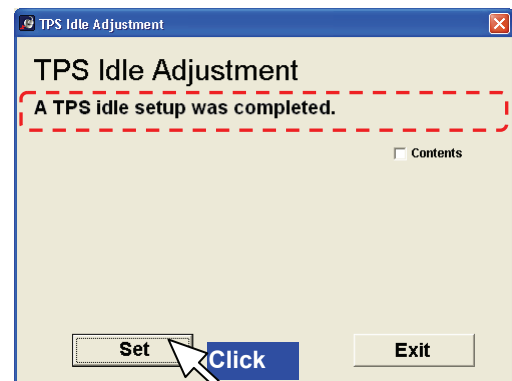 TPS Idle Adjustment
TPS Idle Adjustment
A TPS idle setup was completed.
Contents
Set
Click
Exit